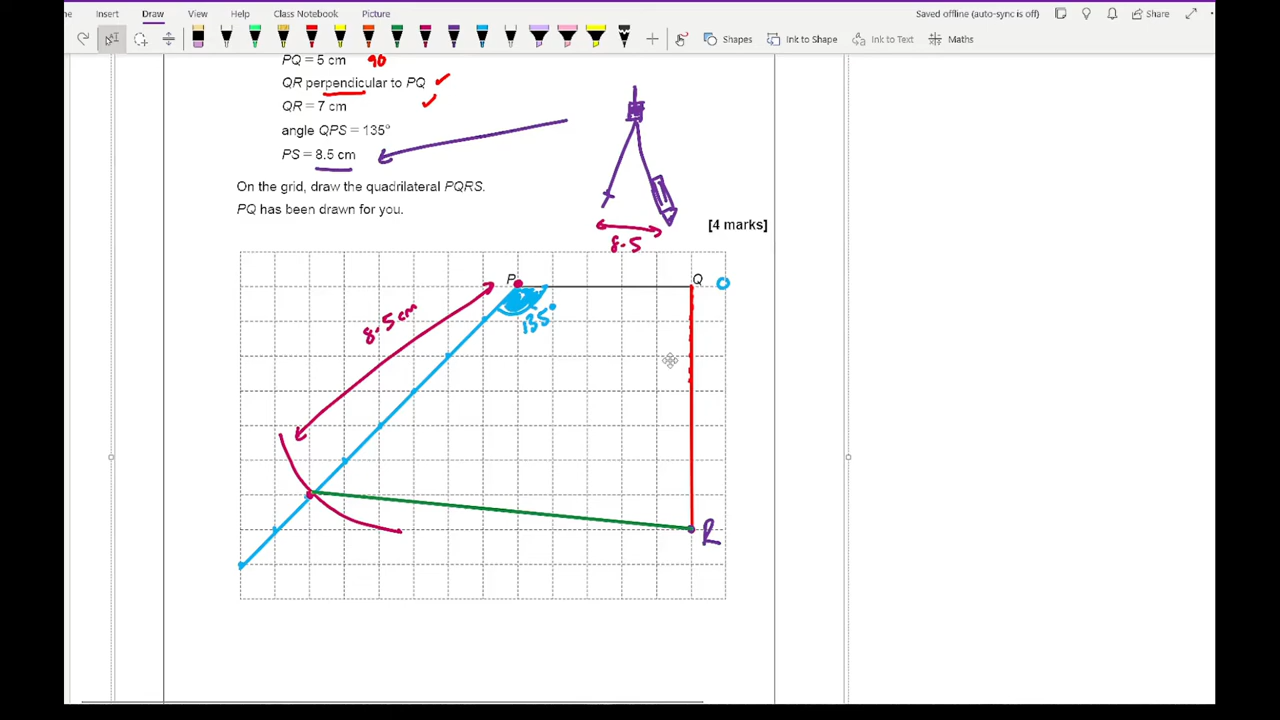 me Insert Draw View Help Class Notebook Picture Saved offline (auto-sync is off) Share
Shapes Ink to Shape Ink to Text Maths
PQ = 5 cm 90
QR perpendicular to PQ
QR = 7 cm
angle QPS = 135°
PS = 8.5 cm
On the grid, draw the quadrilateral PQRS.
PQ has been drawn for you.
[4 marks]
8.5
P Q
8.5 cm
135°
R